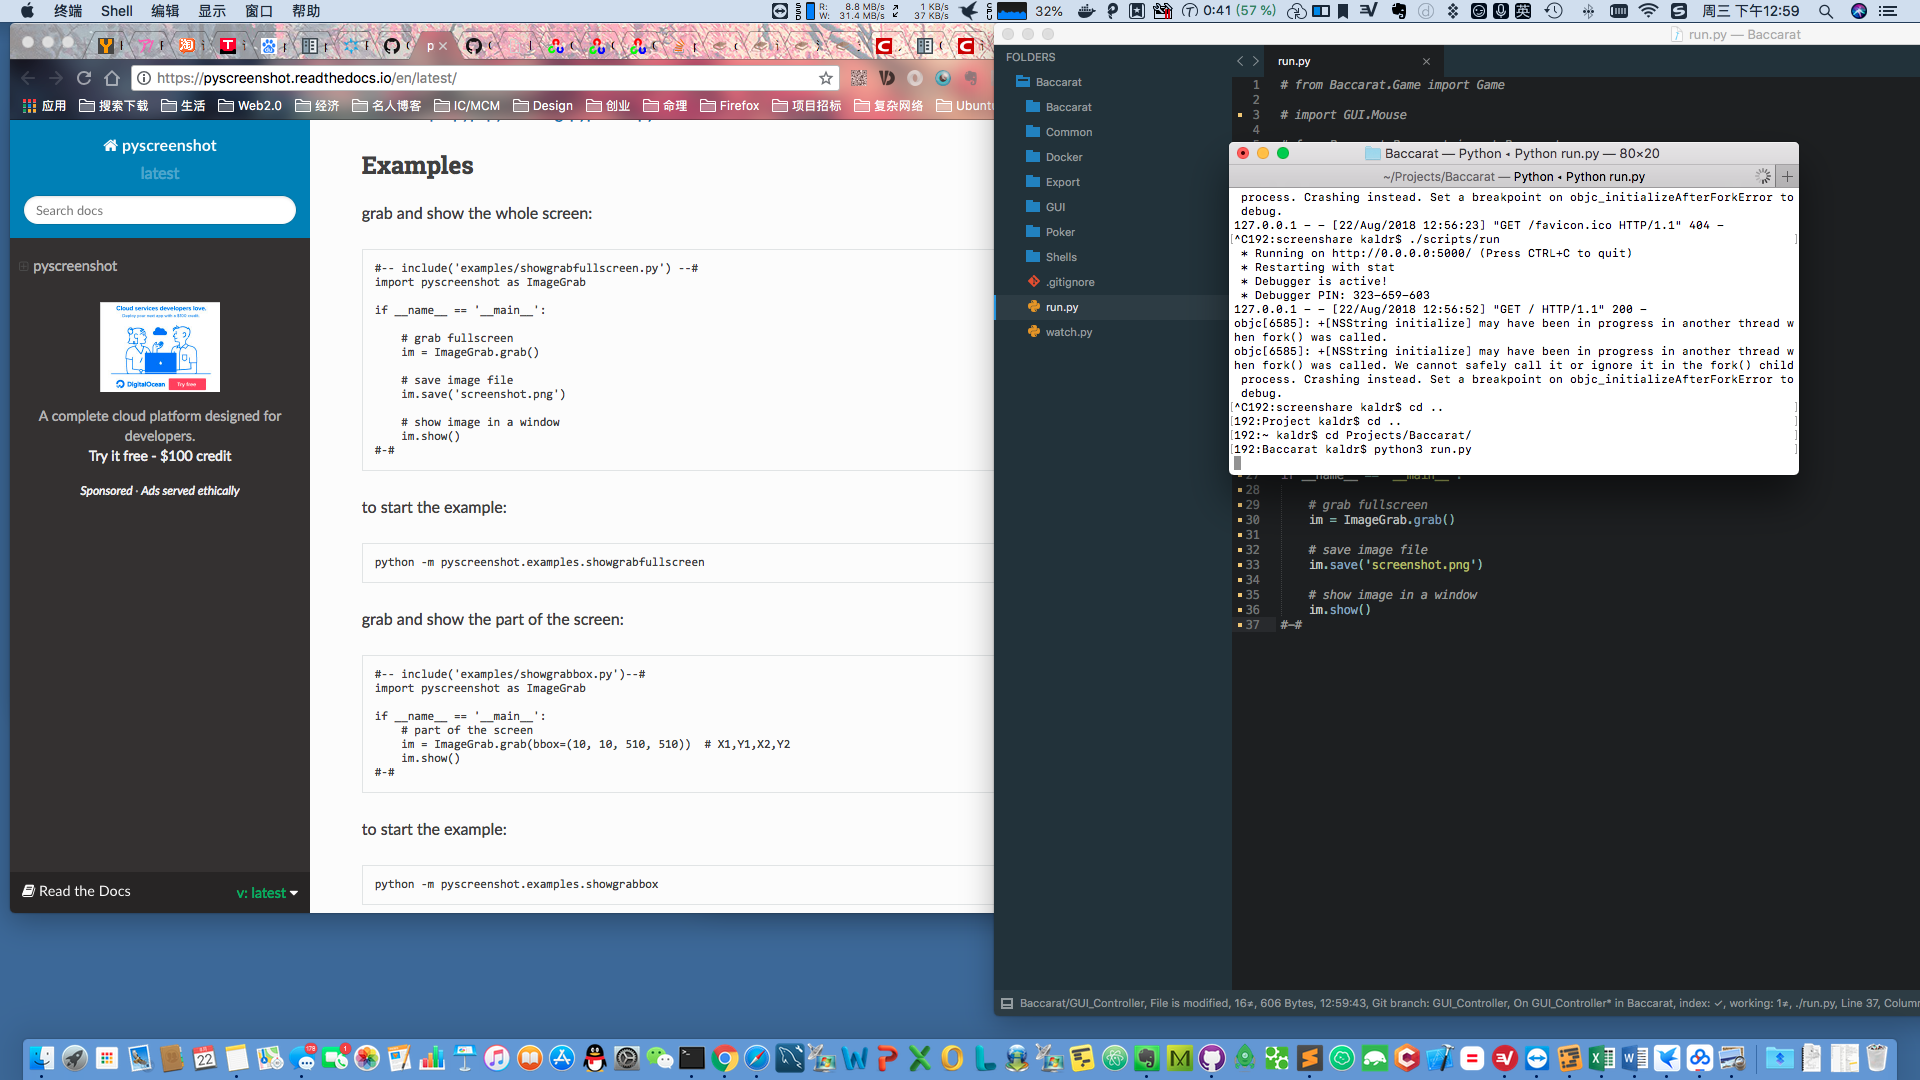 终端 Shell 编辑 显示 窗口 帮助
R: 8.8 MB/s
W: 31.4 MB/s
1 KB/s
37 KB/s
32%
0:41 (57 %)
英
周三 下午12:59
https://pyscreenshot.readthedocs.io/en/latest/
应用 搜索下载 生活 Web2.0 经济 名人博客 IC/MCM Design 创业 命理 Firefox 项目招标 复杂网络 Ubuntu
pyscreenshot
latest
Search docs
pyscreenshot
Cloud services developers love.
DigitalOcean
Try free
A complete cloud platform designed for
developers.
Try it free - $100 credit
Sponsored · Ads served ethically
Read the Docs
v: latest
Examples
grab and show the whole screen:
#-- include('examples/showgrabfullscreen.py') --#
import pyscreenshot as ImageGrab
if __name__ == '__main__':
# grab fullscreen
im = ImageGrab.grab()
# save image file
im.save('screenshot.png')
# show image in a window
im.show()
#-#
to start the example:
python -m pyscreenshot.examples.showgrabfullscreen
grab and show the part of the screen:
#-- include('examples/showgrabbox.py')--#
import pyscreenshot as ImageGrab
if __name__ == '__main__':
# part of the screen
im = ImageGrab.grab(bbox=(10, 10, 510, 510))  # X1,Y1,X2,Y2
im.show()
#-#
to start the example:
python -m pyscreenshot.examples.showgrabbox
run.py — Baccarat
FOLDERS
Baccarat
Baccarat
Common
Docker
Export
GUI
Poker
Shells
.gitignore
run.py
watch.py
run.py
1 # from Baccarat.Game import Game
2
3 # import GUI.Mouse
4
Baccarat — Python ◂ Python run.py — 80×20
~/Projects/Baccarat — Python ◂ Python run.py
process. Crashing instead. Set a breakpoint on objc_initializeAfterForkError to
debug.
127.0.0.1 - - [22/Aug/2018 12:56:23] "GET /favicon.ico HTTP/1.1" 404 -
^C192:screenshare kaldr$ ./scripts/run
* Running on http://0.0.0.0:5000/ (Press CTRL+C to quit)
* Restarting with stat
* Debugger is active!
* Debugger PIN: 323-659-603
127.0.0.1 - - [22/Aug/2018 12:56:52] "GET / HTTP/1.1" 200 -
objc[6585]: +[NSString initialize] may have been in progress in another thread w
hen fork() was called.
objc[6585]: +[NSString initialize] may have been in progress in another thread w
hen fork() was called. We cannot safely call it or ignore it in the fork() child
process. Crashing instead. Set a breakpoint on objc_initializeAfterForkError to
debug.
^C192:screenshare kaldr$ cd ..
192:Project kaldr$ cd ..
192:~ kaldr$ cd Projects/Baccarat/
192:Baccarat kaldr$ python3 run.py
28
29 # grab fullscreen
30 im = ImageGrab.grab()
31
32 # save image file
33 im.save('screenshot.png')
34
35 # show image in a window
36 im.show()
37 #-#
Baccarat/GUI_Controller, File is modified, 16≠, 606 Bytes, 12:59:43, Git branch: GUI_Controller, On GUI_Controller* in Baccarat, index: ✓, working: 1≠, ./run.py, Line 37, Colum
22
178
1